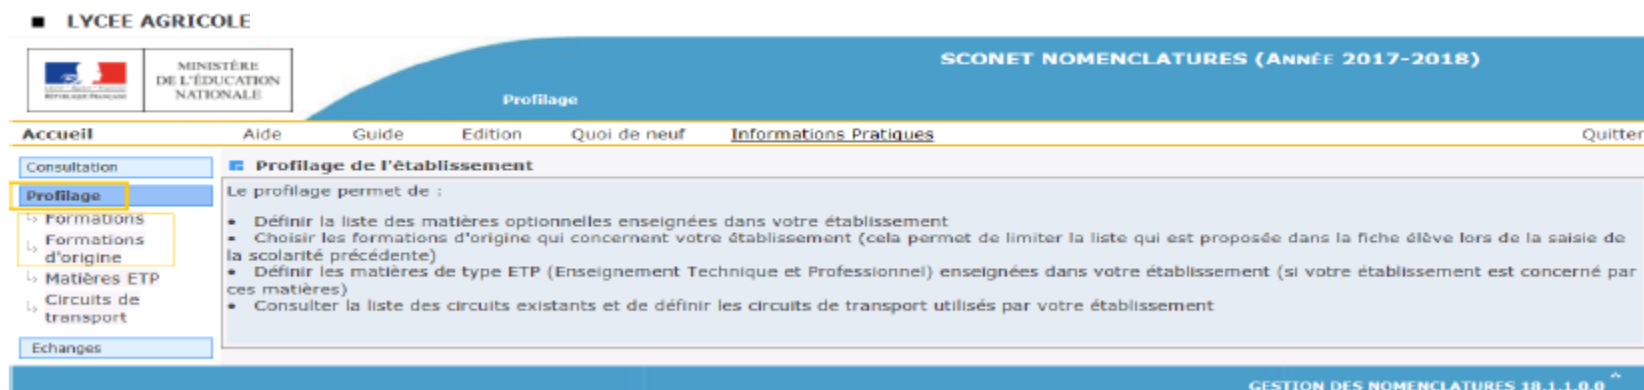 LYCEE AGRICOLE
MINISTÈRE
DE L'ÉDUCATION
NATIONALE
SCONET NOMENCLATURES (ANNÉE 2017-2018)
Profilage
Accueil Aide Guide Edition Quoi de neuf Informations Pratiques Quitter
Consultation
Profilage
Formations
Formations
d'origine
Matières ETP
Circuits de
transport
Echanges
Profilage de l'établissement
Le profilage permet de :
• Définir la liste des matières optionnelles enseignées dans votre établissement
• Choisir les formations d'origine qui concernent votre établissement (cela permet de limiter la liste qui est proposée dans la fiche élève lors de la saisie de
la scolarité précédente)
• Définir les matières de type ETP (Enseignement Technique et Professionnel) enseignées dans votre établissement (si votre établissement est concerné par
ces matières)
• Consulter la liste des circuits existants et de définir les circuits de transport utilisés par votre établissement
GESTION DES NOMENCLATURES 18.1.1.0.0